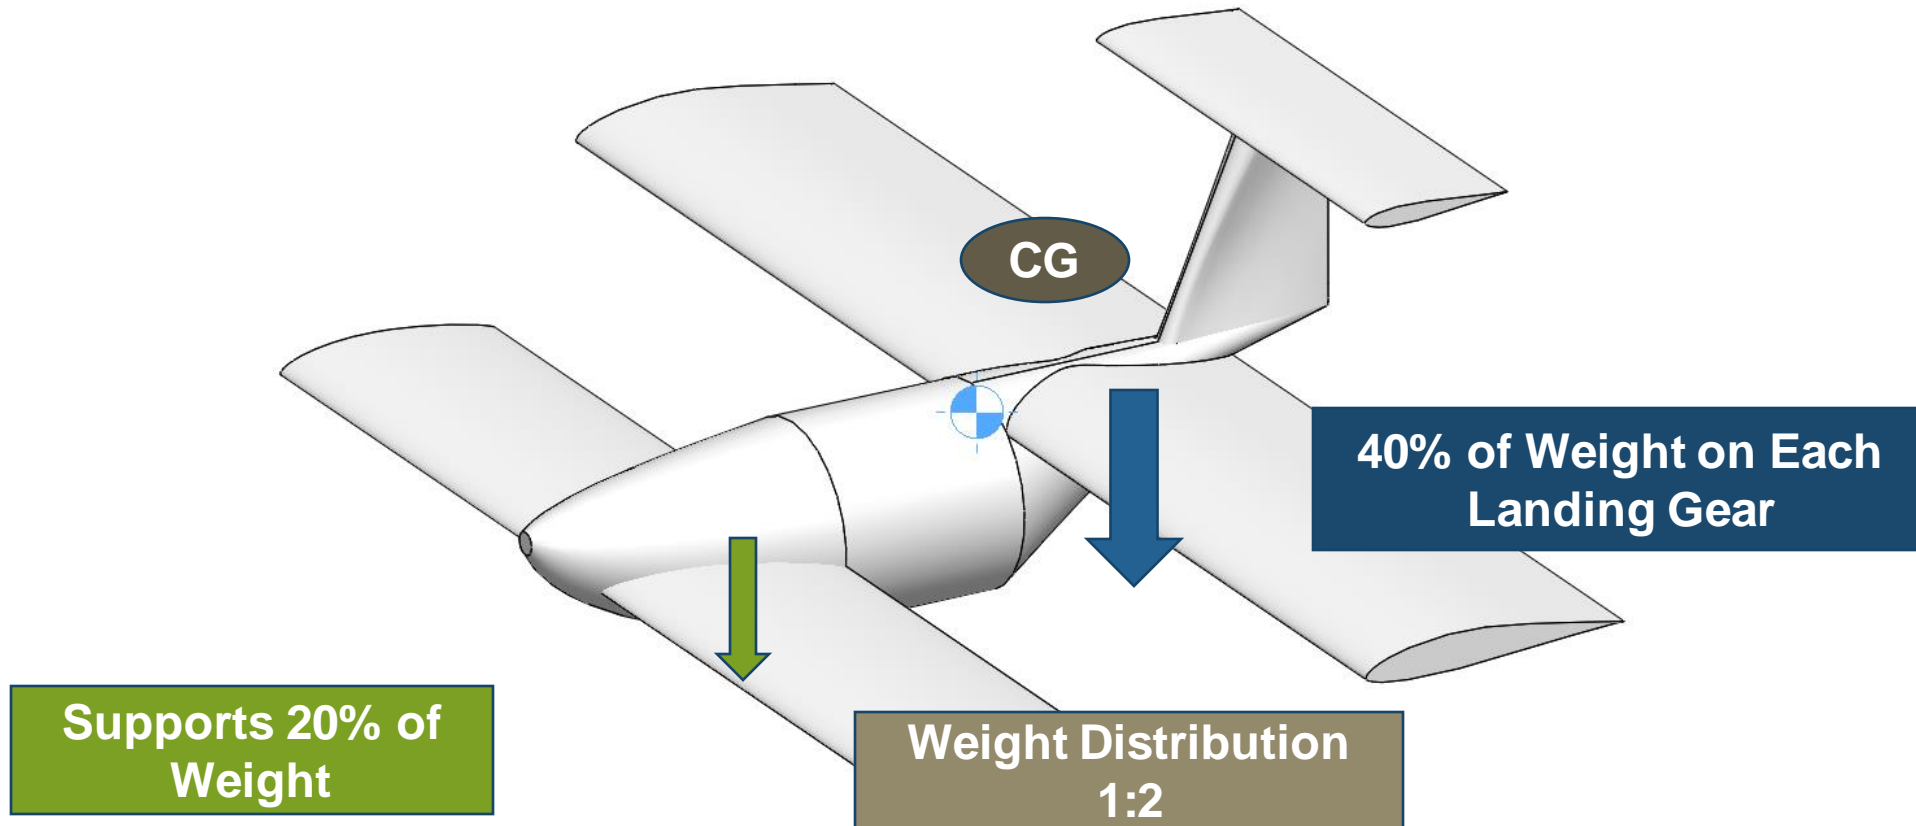 CG
40% of Weight on Each
Landing Gear
Supports 20% of
Weight
Weight Distribution
1:2